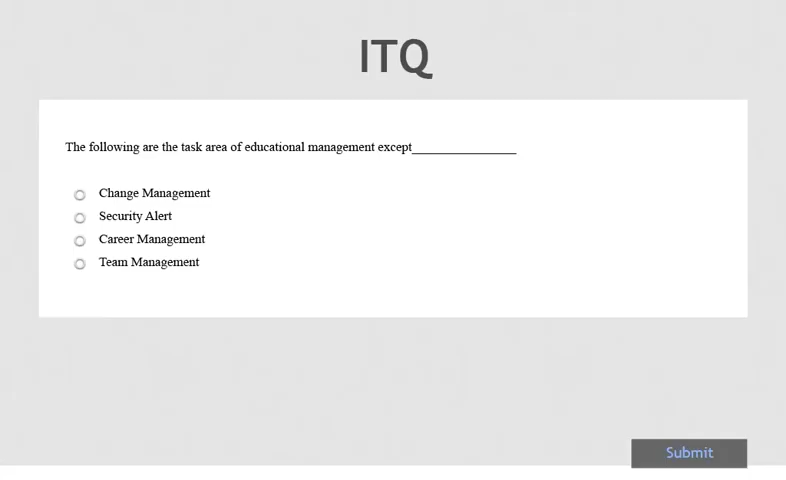 ITQ
The following are the task area of educational management except________________
Change Management
Security Alert
Career Management
Team Management
Submit